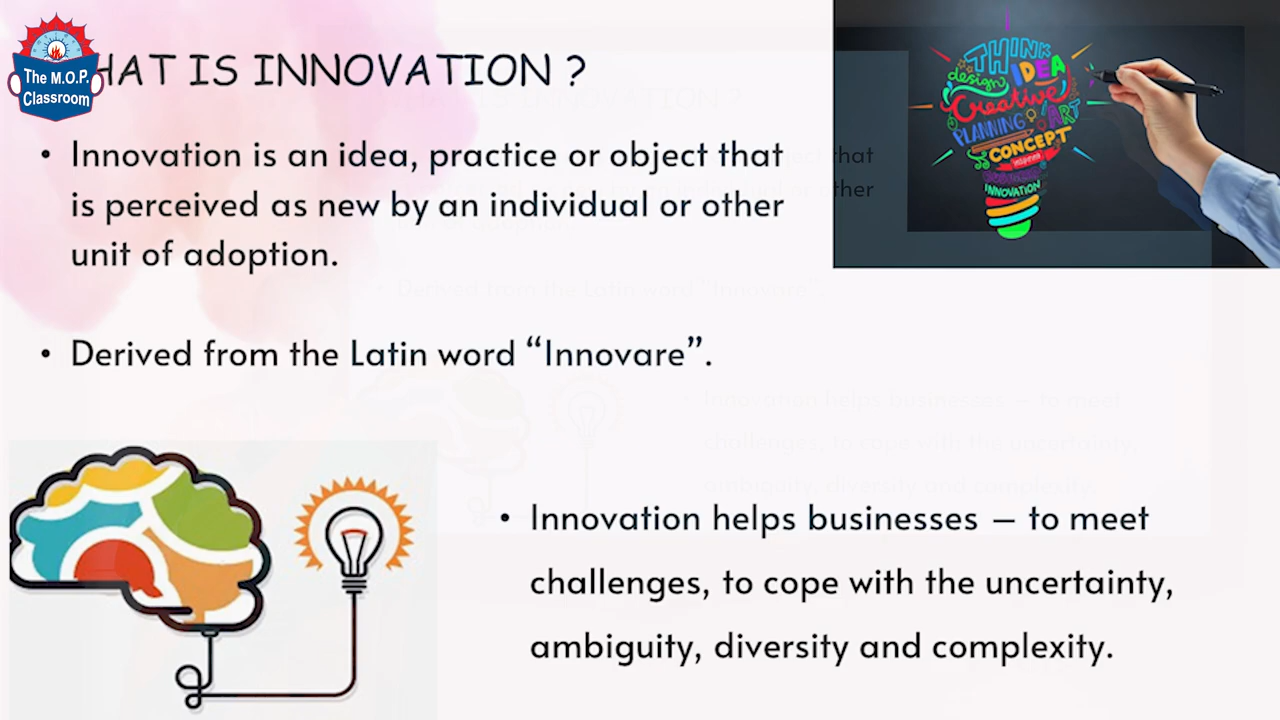 The M.O.P.
Classroom
HAT IS INNOVATION ?
• Innovation is an idea, practice or object that
is perceived as new by an individual or other
unit of adoption.
• Derived from the Latin word “Innovare”.
• Innovation helps businesses – to meet
challenges, to cope with the uncertainty,
ambiguity, diversity and complexity.
THINK
IDEA
design
Creative
PLANNING
ART
CONCEPT
INNOVATION